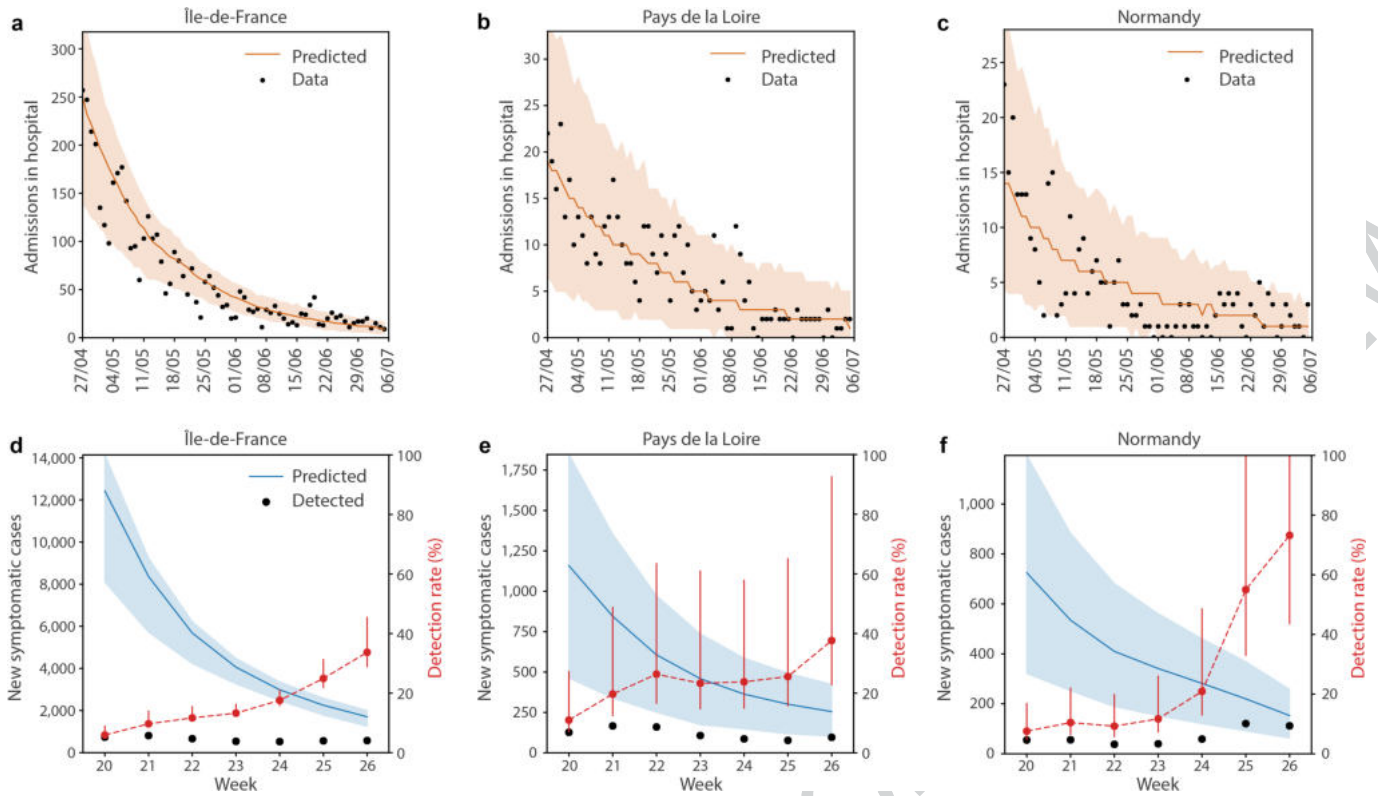 a
Île-de-France
Admissions in hospital
300
250
200
150
100
50
0
Predicted
Data
27/04
04/05
11/05
18/05
25/05
01/06
08/06
15/06
22/06
29/06
06/07
b
Pays de la Loire
Admissions in hospital
30
25
20
15
10
5
0
Predicted
Data
27/04
04/05
11/05
18/05
25/05
01/06
08/06
15/06
22/06
29/06
06/07
c
Normandy
Admissions in hospital
25
20
15
10
5
0
Predicted
Data
27/04
04/05
11/05
18/05
25/05
01/06
08/06
15/06
22/06
29/06
06/07
d
Île-de-France
New symptomatic cases
14,000
12,000
10,000
8,000
6,000
4,000
2,000
0
Predicted
Detected
100
80
60
40
20
0
Detection rate (%)
20 21 22 23 24 25 26
Week
e
Pays de la Loire
New symptomatic cases
1,750
1,500
1,250
1,000
750
500
250
0
100
80
60
40
20
0
Detection rate (%)
20 21 22 23 24 25 26
Week
f
Normandy
New symptomatic cases
1,000
800
600
400
200
0
100
80
60
40
20
0
Detection rate (%)
20 21 22 23 24 25 26
Week